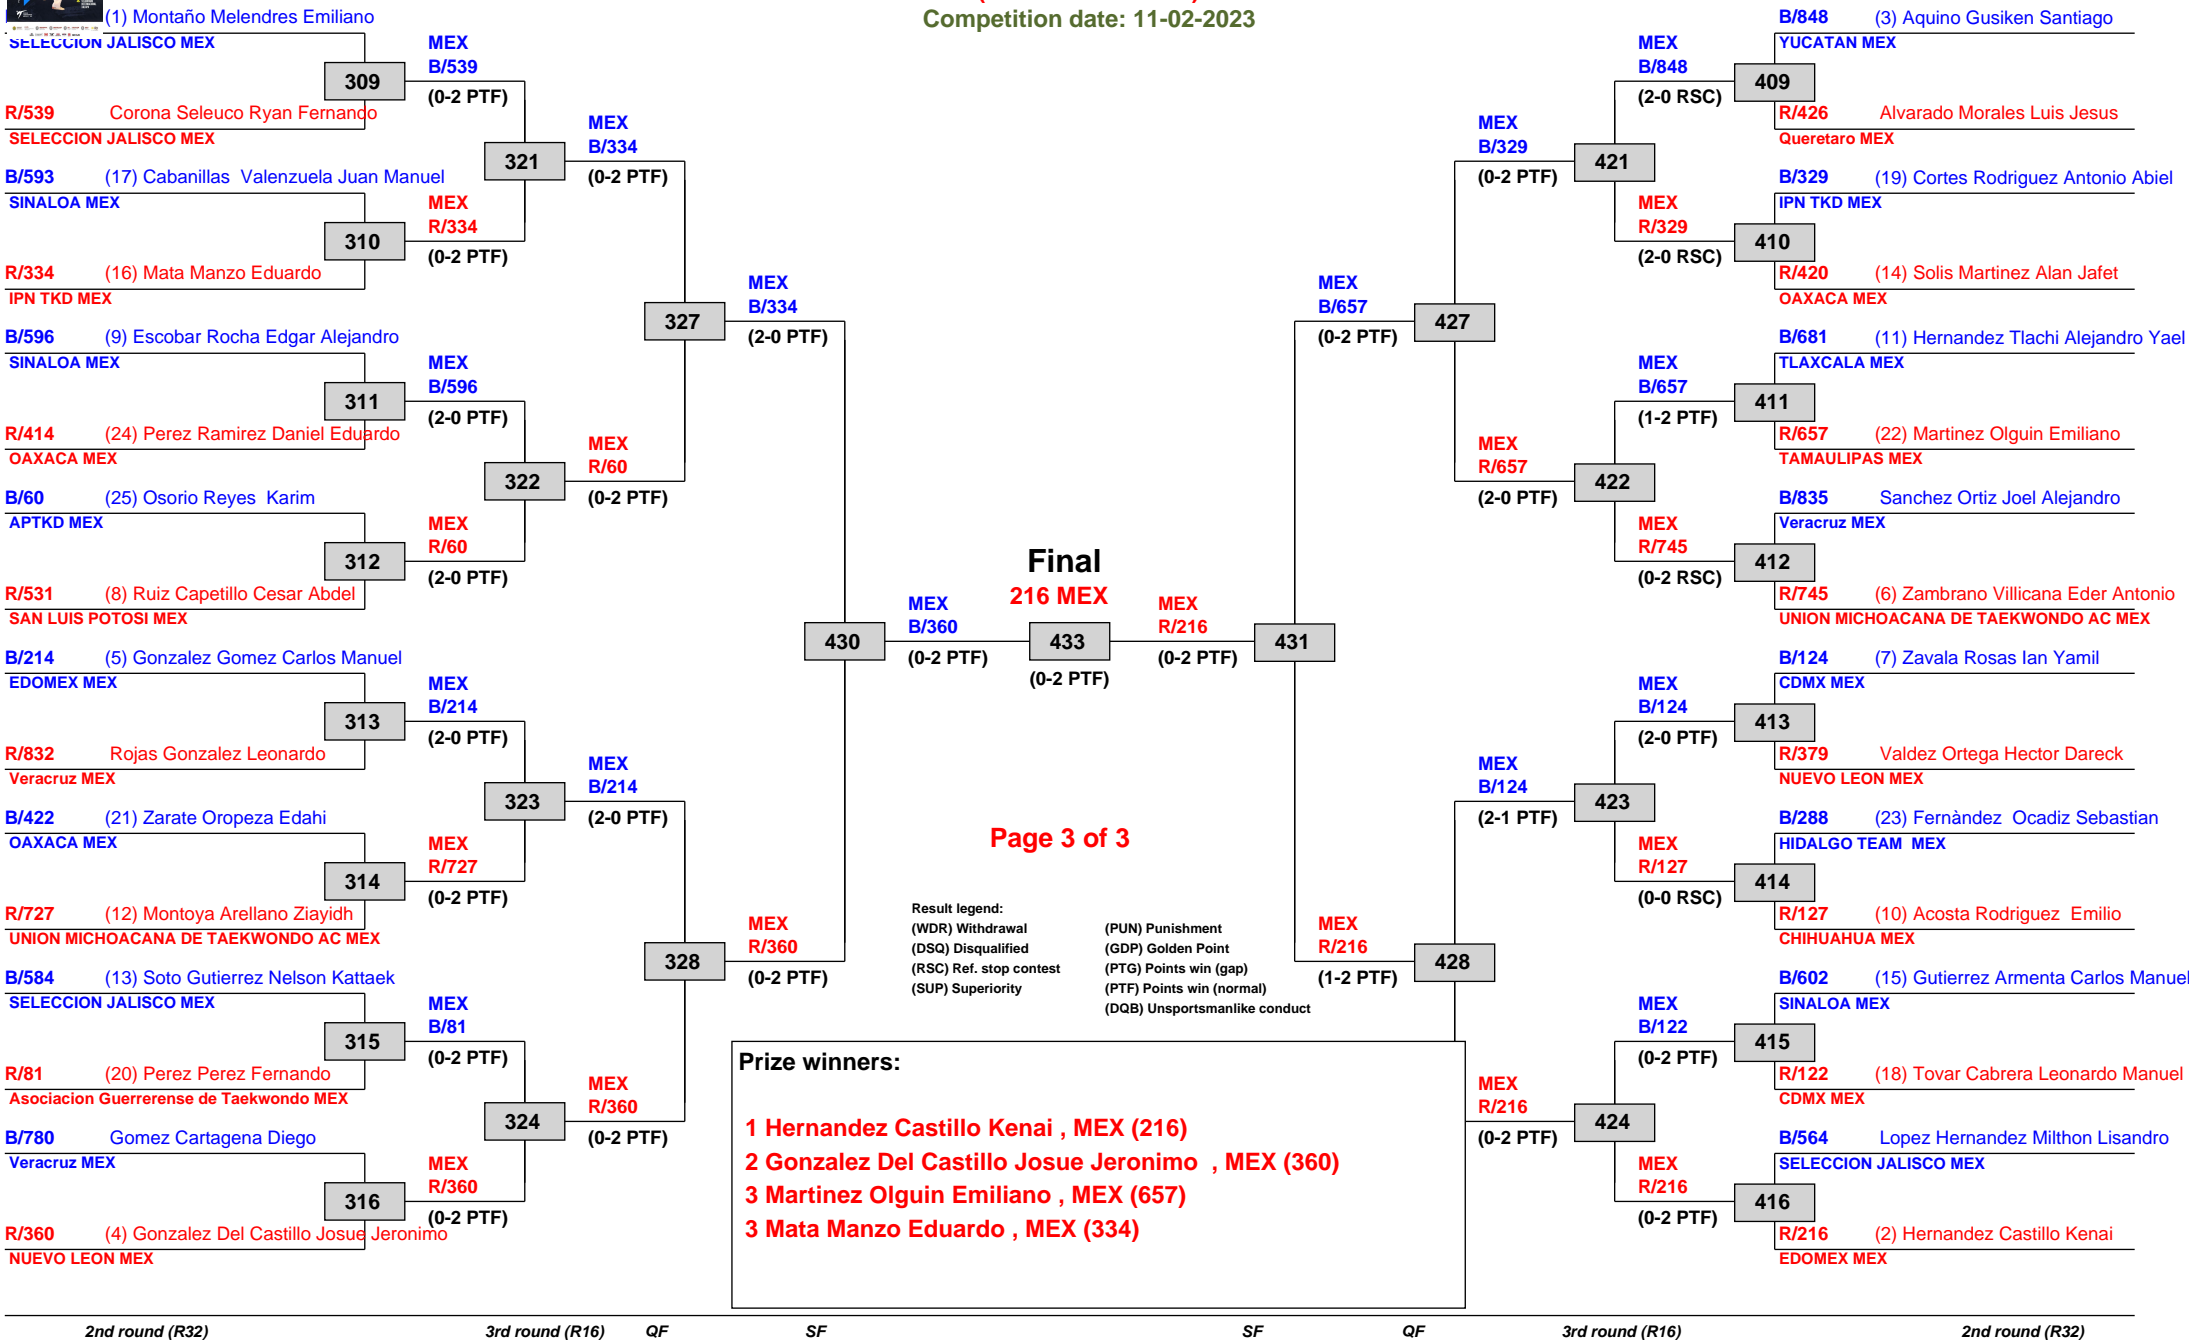 Competition date: 11-02-2023
(1) Montaño Melendres Emiliano
SELECCION JALISCO MEX
309
MEX
B/539
(0-2 PTF)
R/539 Corona Seleuco Ryan Fernando
SELECCION JALISCO MEX
321
MEX
B/334
(0-2 PTF)
B/593 (17) Cabanillas Valenzuela Juan Manuel
SINALOA MEX
310
MEX
R/334
(0-2 PTF)
R/334 (16) Mata Manzo Eduardo
IPN TKD MEX
327
MEX
B/334
(2-0 PTF)
B/596 (9) Escobar Rocha Edgar Alejandro
SINALOA MEX
311
MEX
B/596
(2-0 PTF)
R/414 (24) Perez Ramirez Daniel Eduardo
OAXACA MEX
322
MEX
R/60
(0-2 PTF)
B/60 (25) Osorio Reyes Karim
APTKD MEX
312
MEX
R/60
(2-0 PTF)
R/531 (8) Ruiz Capetillo Cesar Abdel
SAN LUIS POTOSI MEX
430
MEX
B/360
(0-2 PTF)
B/214 (5) Gonzalez Gomez Carlos Manuel
EDOMEX MEX
313
MEX
B/214
(2-0 PTF)
R/832 Rojas Gonzalez Leonardo
Veracruz MEX
323
MEX
B/214
(2-0 PTF)
B/422 (21) Zarate Oropeza Edahi
OAXACA MEX
314
MEX
R/727
(0-2 PTF)
R/727 (12) Montoya Arellano Ziayidh
UNION MICHOACANA DE TAEKWONDO AC MEX
328
MEX
R/360
(0-2 PTF)
B/584 (13) Soto Gutierrez Nelson Kattaek
SELECCION JALISCO MEX
315
MEX
B/81
(0-2 PTF)
R/81 (20) Perez Perez Fernando
Asociacion Guerrerense de Taekwondo MEX
324
MEX
R/360
(0-2 PTF)
B/780 Gomez Cartagena Diego
Veracruz MEX
316
MEX
R/360
(0-2 PTF)
R/360 (4) Gonzalez Del Castillo Josue Jeronimo
NUEVO LEON MEX
Final
216 MEX
433
(0-2 PTF)
MEX
R/216
(0-2 PTF)
431
Page 3 of 3
Result legend:
(WDR) Withdrawal
(DSQ) Disqualified
(RSC) Ref. stop contest
(SUP) Superiority
(PUN) Punishment
(GDP) Golden Point
(PTG) Points win (gap)
(PTF) Points win (normal)
(DQB) Unsportsmanlike conduct
Prize winners:
1 Hernandez Castillo Kenai , MEX (216)
2 Gonzalez Del Castillo Josue Jeronimo , MEX (360)
3 Martinez Olguin Emiliano , MEX (657)
3 Mata Manzo Eduardo , MEX (334)
B/848 (3) Aquino Gusiken Santiago
YUCATAN MEX
MEX
B/848
(2-0 RSC)
409
R/426 Alvarado Morales Luis Jesus
Queretaro MEX
MEX
B/329
(0-2 PTF)
421
B/329 (19) Cortes Rodriguez Antonio Abiel
IPN TKD MEX
MEX
R/329
(2-0 RSC)
410
R/420 (14) Solis Martinez Alan Jafet
OAXACA MEX
MEX
B/657
(0-2 PTF)
427
B/681 (11) Hernandez Tlachi Alejandro Yael
TLAXCALA MEX
MEX
B/657
(1-2 PTF)
411
R/657 (22) Martinez Olguin Emiliano
TAMAULIPAS MEX
MEX
R/657
(2-0 PTF)
422
B/835 Sanchez Ortiz Joel Alejandro
Veracruz MEX
MEX
R/745
(0-2 RSC)
412
R/745 (6) Zambrano Villicana Eder Antonio
UNION MICHOACANA DE TAEKWONDO AC MEX
B/124 (7) Zavala Rosas Ian Yamil
CDMX MEX
MEX
B/124
(2-0 PTF)
413
R/379 Valdez Ortega Hector Dareck
NUEVO LEON MEX
MEX
B/124
(2-1 PTF)
423
B/288 (23) Fernàndez Ocadiz Sebastian
HIDALGO TEAM MEX
MEX
R/127
(0-0 RSC)
414
R/127 (10) Acosta Rodriguez Emilio
CHIHUAHUA MEX
MEX
R/216
(1-2 PTF)
428
B/602 (15) Gutierrez Armenta Carlos Manuel
SINALOA MEX
MEX
B/122
(0-2 PTF)
415
R/122 (18) Tovar Cabrera Leonardo Manuel
CDMX MEX
MEX
R/216
(0-2 PTF)
424
B/564 Lopez Hernandez Milthon Lisandro
SELECCION JALISCO MEX
MEX
R/216
(0-2 PTF)
416
R/216 (2) Hernandez Castillo Kenai
EDOMEX MEX
2nd round (R32) 3rd round (R16) QF SF SF QF 3rd round (R16) 2nd round (R32)